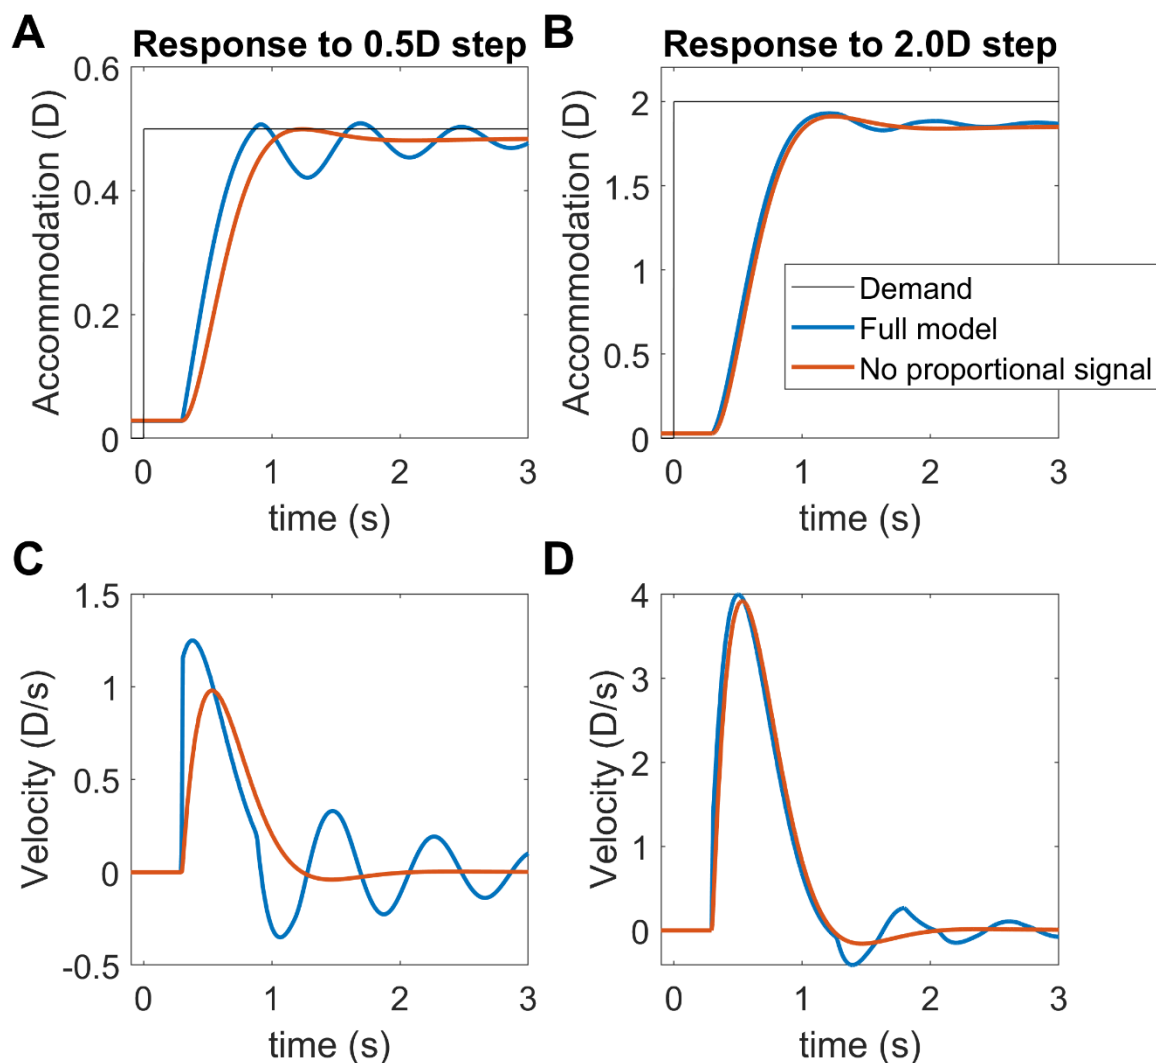 A
Response to 0.5D step
0.6
0.4
0.2
0
Accommodation (D)
0
1
2
3
time (s)
B
Response to 2.0D step
2
1.5
1
0.5
0
Accommodation (D)
Demand
Full model
No proportional signal
0
1
2
3
time (s)
C
1.5
1
0.5
0
-0.5
Velocity (D/s)
0
1
2
3
time (s)
D
4
3
2
1
0
Velocity (D/s)
0
1
2
3
time (s)